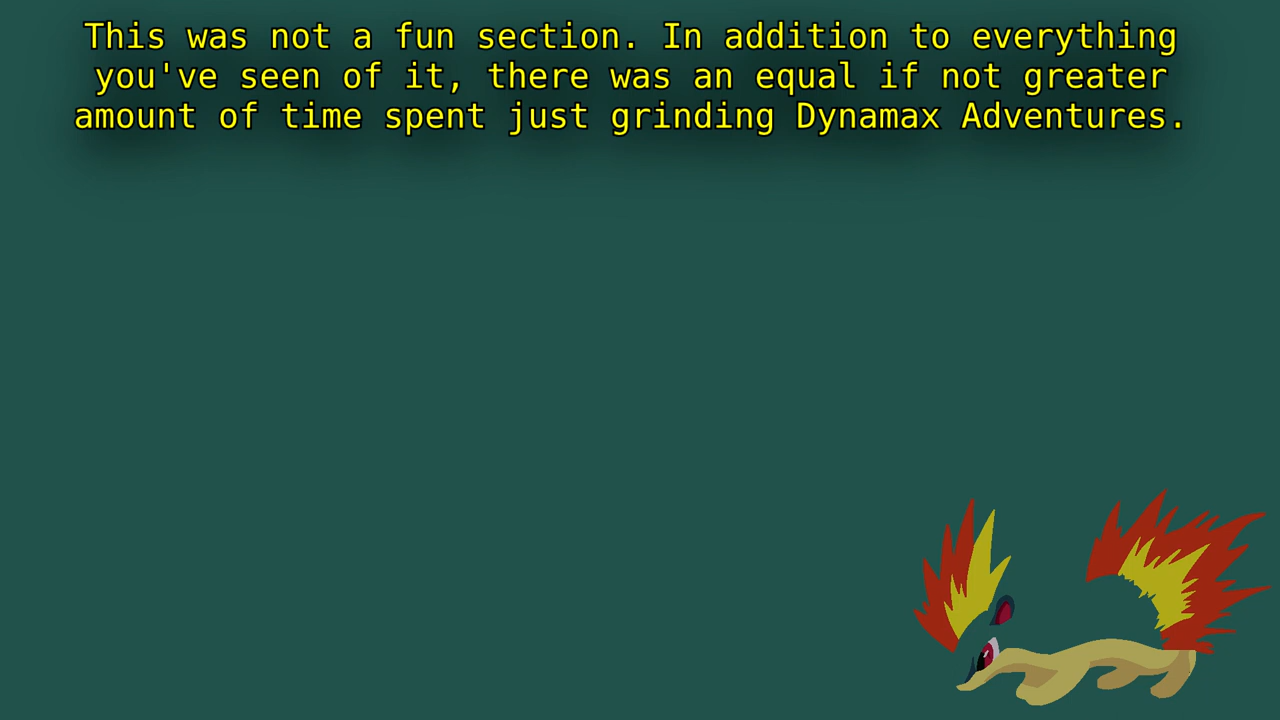 This was not a fun section. In addition to everything
you've seen of it, there was an equal if not greater
amount of time spent just grinding Dynamax Adventures.